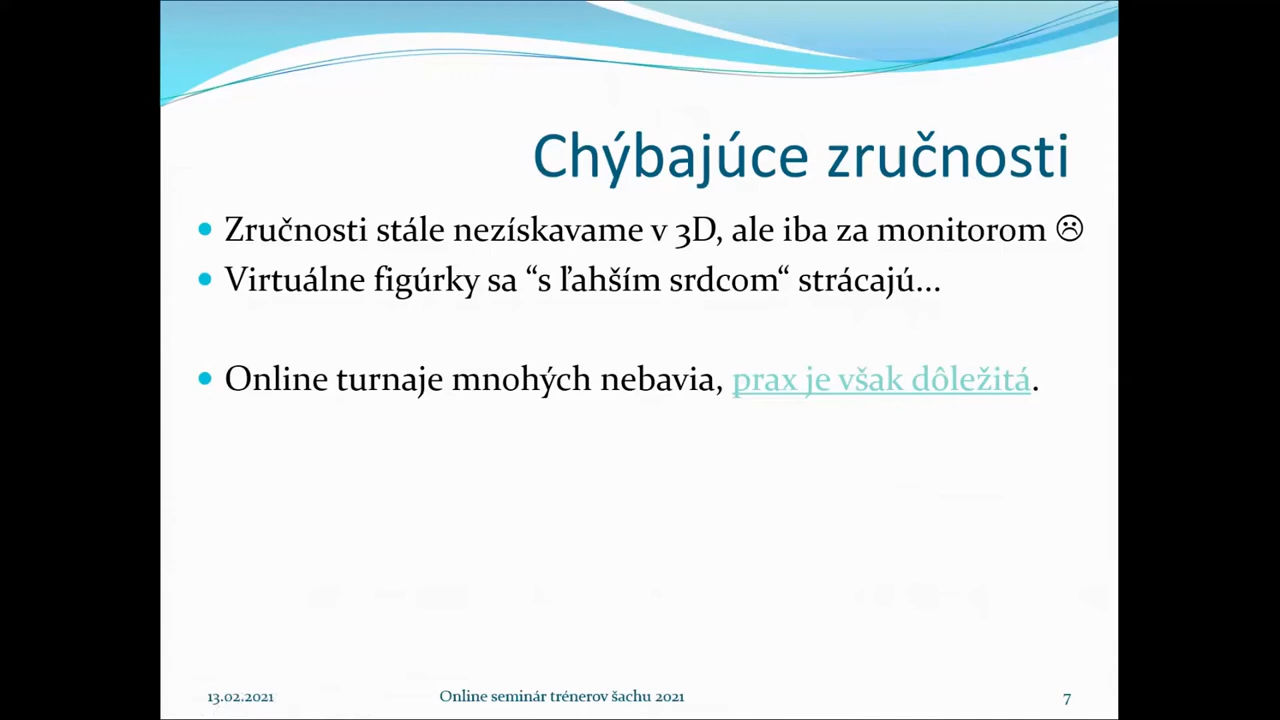 Chýbajúce zručnosti
• Zručnosti stále nezískavame v 3D, ale iba za monitorom ☹
• Virtuálne figúrky sa “s ľahším srdcom“ strácajú…
• Online turnaje mnohých nebavia, prax je však dôležitá.
13.02.2021 Online seminár trénerov šachu 2021 7